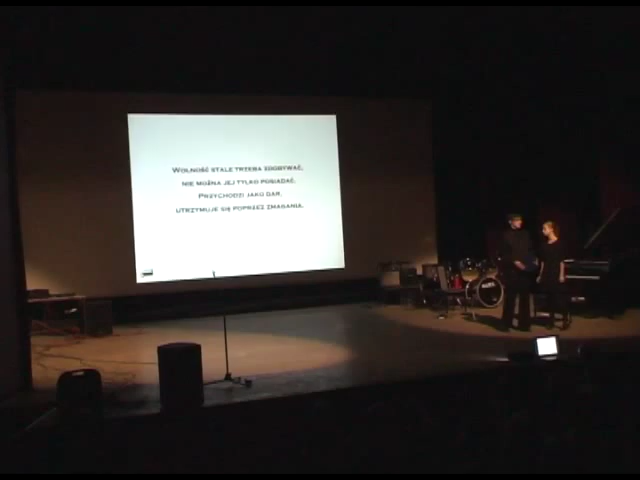 WOLNOŚĆ STALE TRZEBA ZDOBYWAĆ,
NIE MOŻNA JEJ TYLKO POSIADAĆ.
PRZYCHODZI JAKO DAR,
UTRZYMUJE SIĘ POPRZEZ ZMAGANIA.